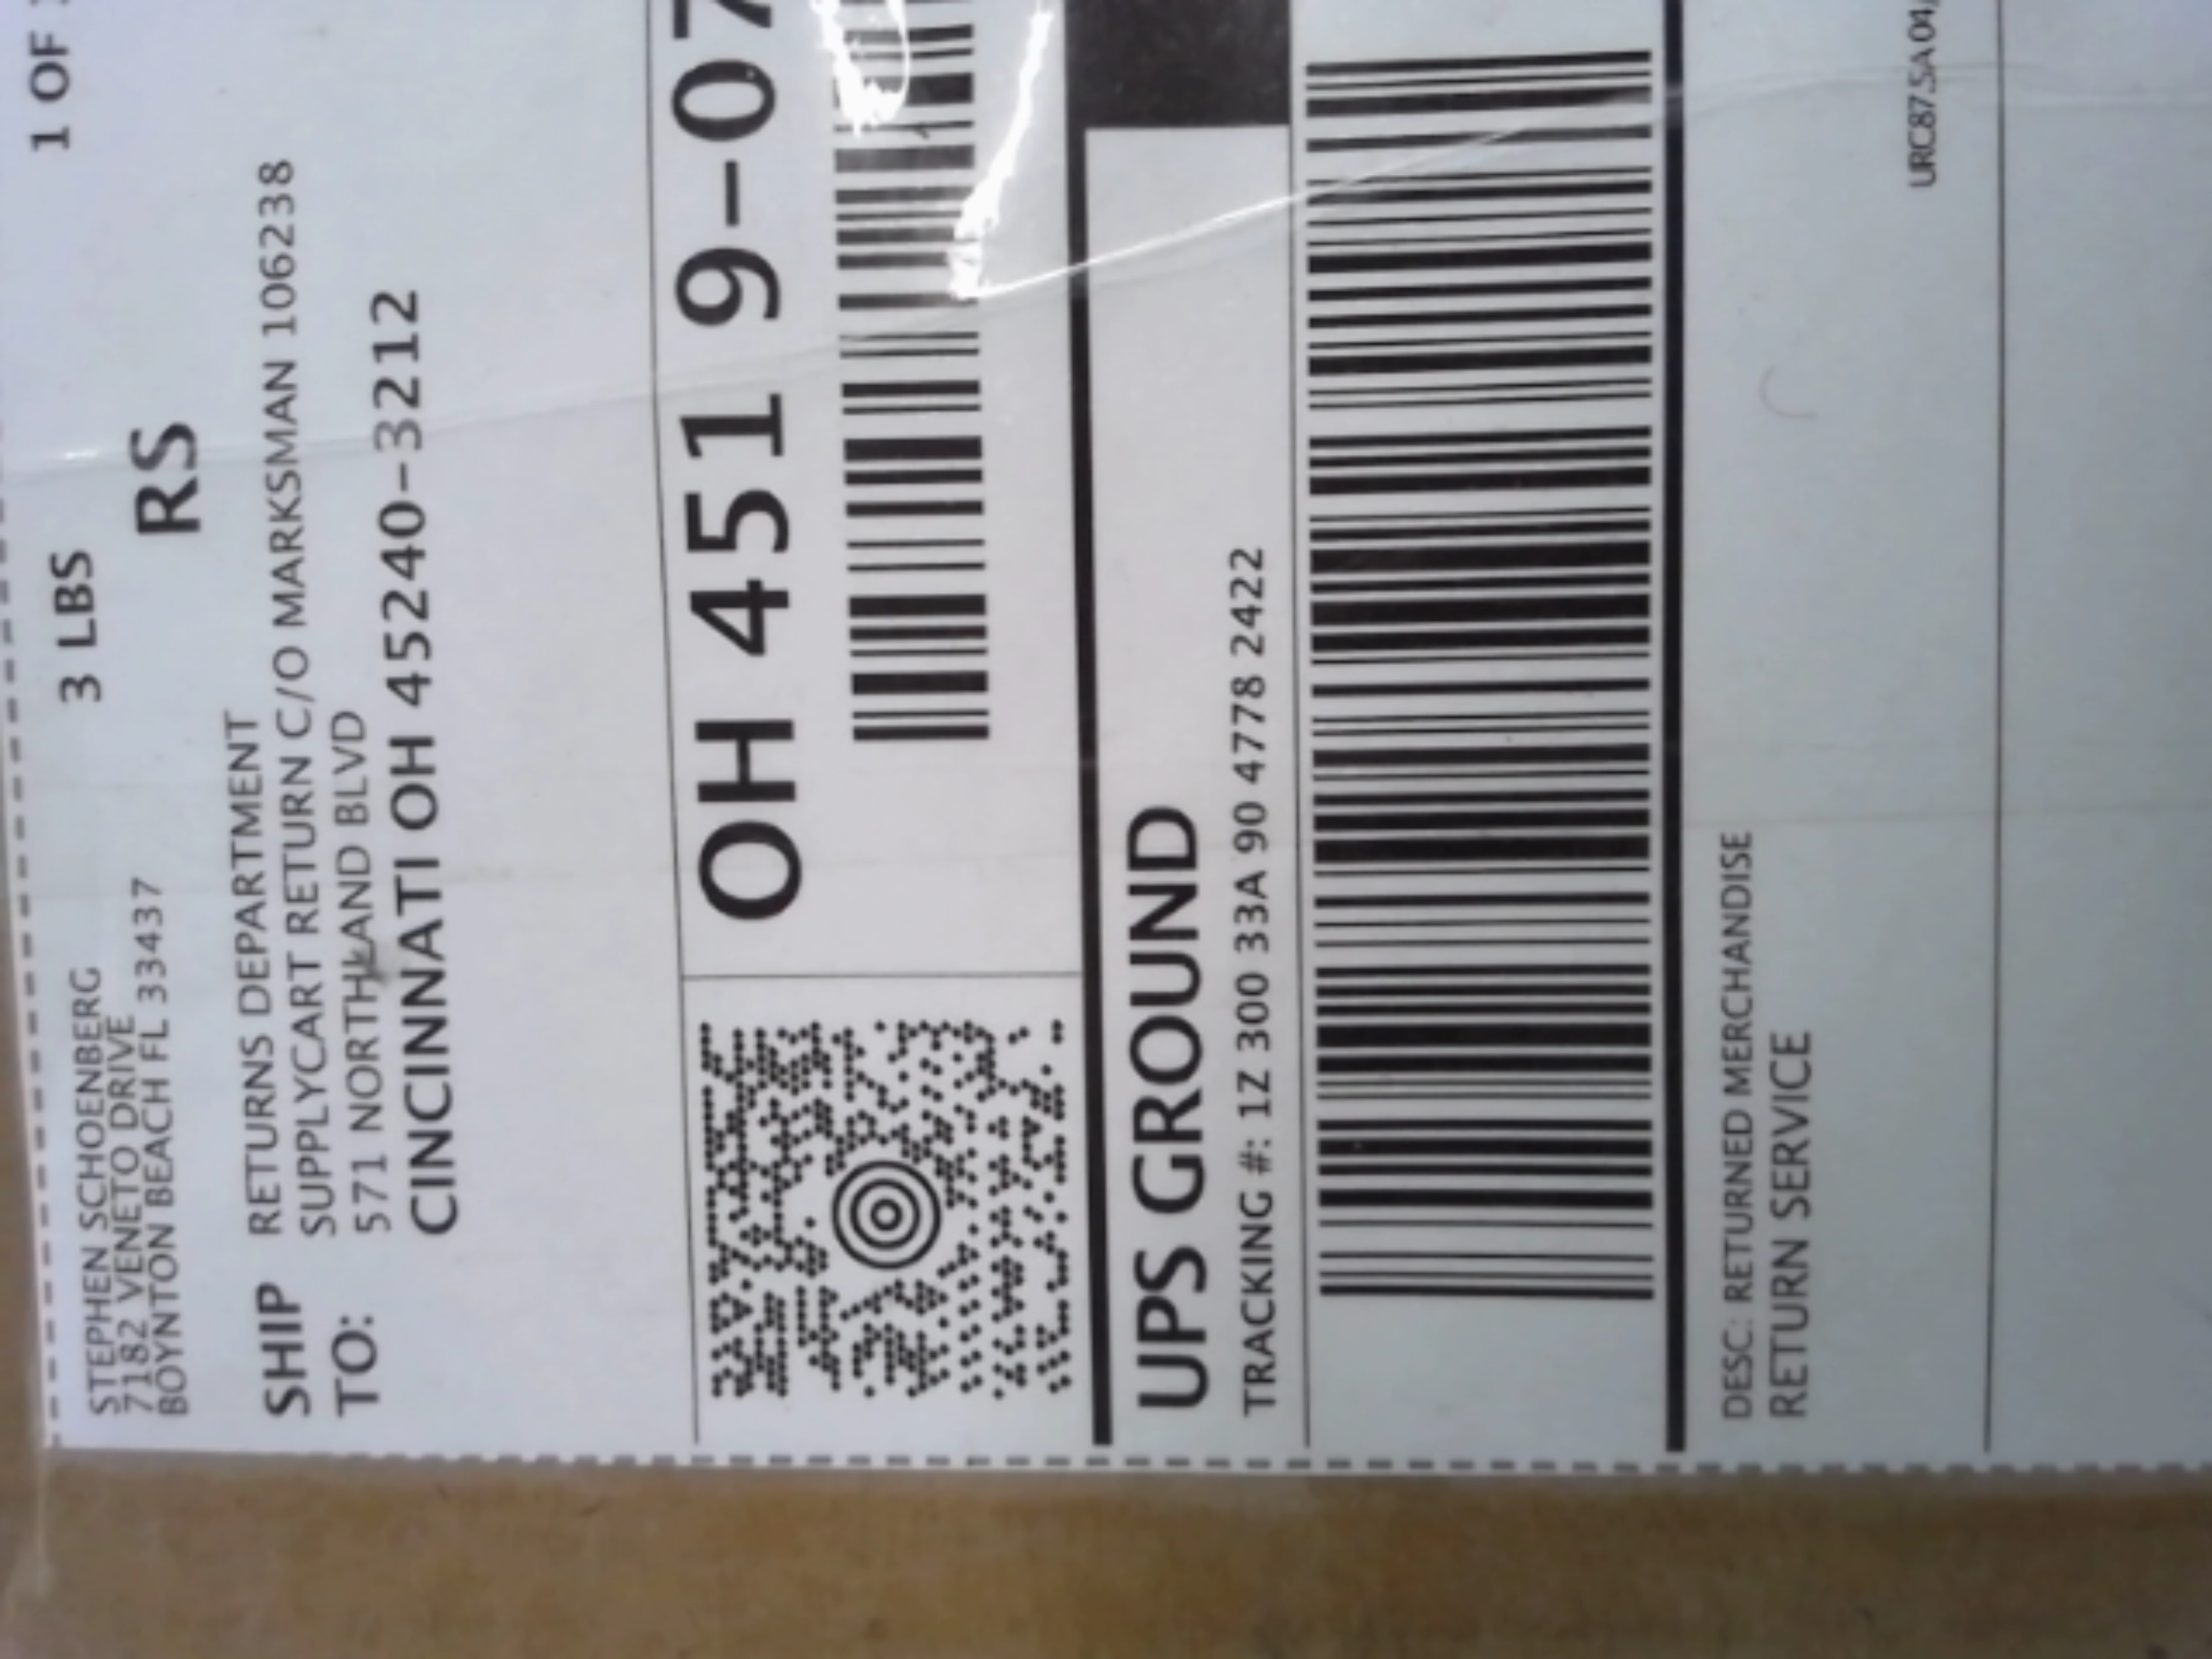 STEPHEN SCHOENBERG
7182 VENETO DRIVE
BOYNTON BEACH FL 33437
3 LBS
1 OF
RS
SHIP TO:
RETURNS DEPARTMENT
SUPPLYCART RETURN C/O MARKSMAN 106238
571 NORTHLAND BLVD
CINCINNATI OH 45240-3212
OH 451 9-07
UPS GROUND
TRACKING #: 1Z 300 33A 90 4778 2422
DESC: RETURNED MERCHANDISE
RETURN SERVICE